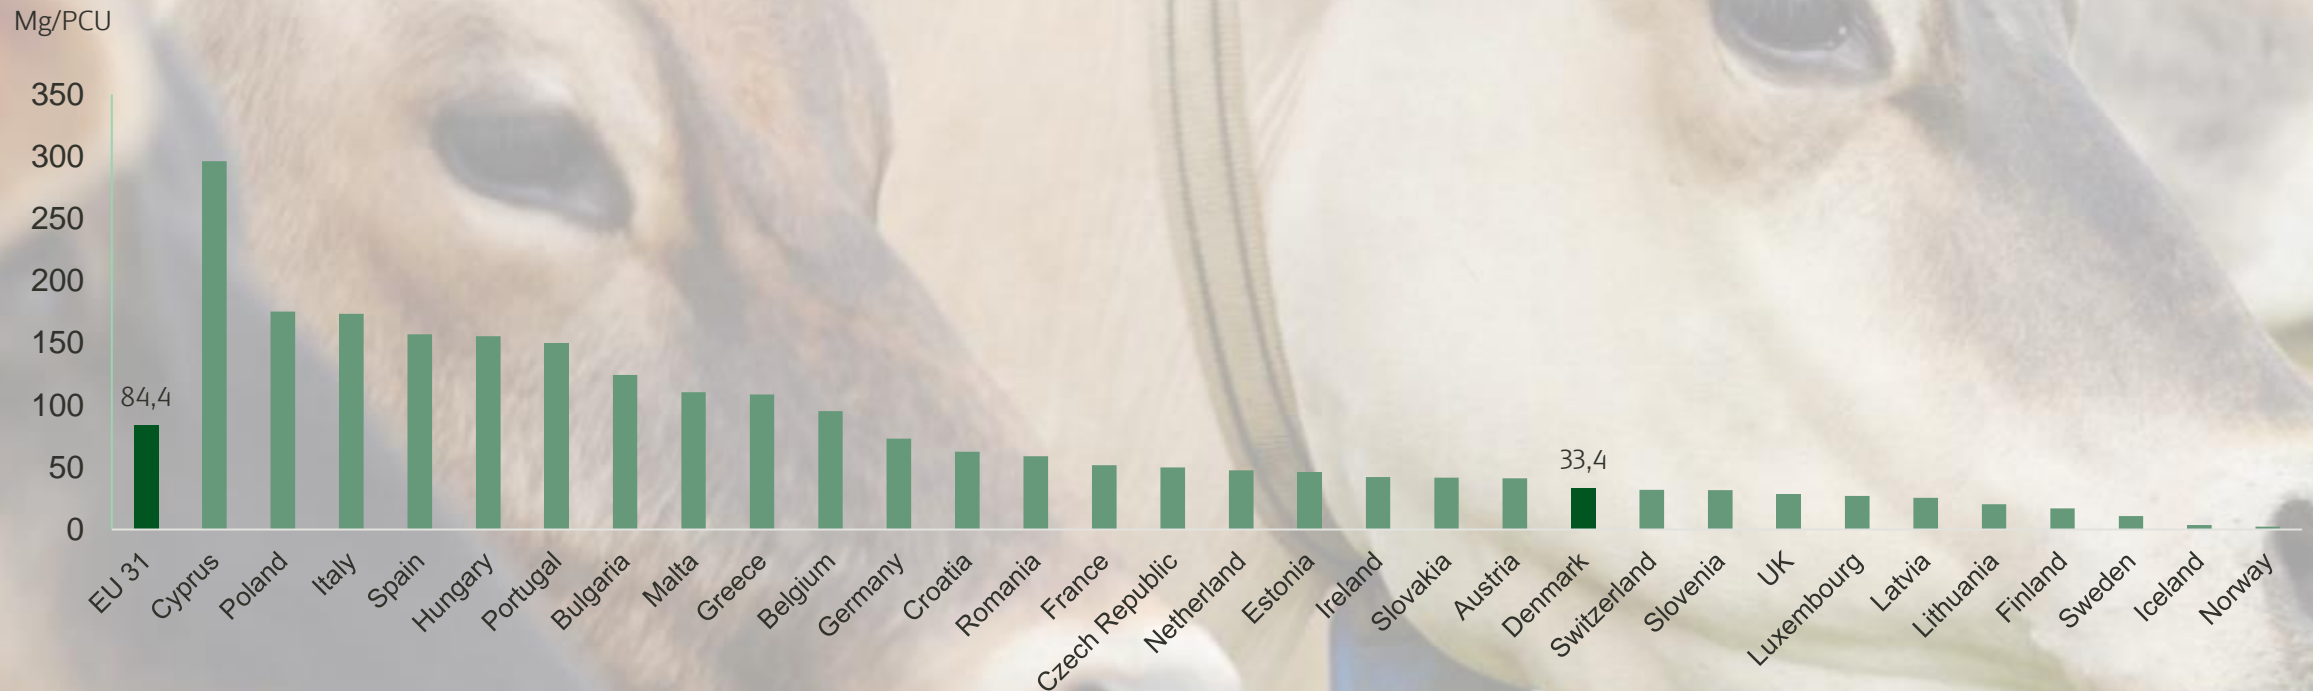 Mg/PCU
350
300
250
200
150
100
50
0
84,4
33,4
EU 31
Cyprus
Poland
Italy
Spain
Hungary
Portugal
Bulgaria
Malta
Greece
Belgium
Germany
Croatia
Romania
France
Czech Republic
Netherland
Estonia
Ireland
Slovakia
Austria
Denmark
Switzerland
Slovenia
UK
Luxembourg
Latvia
Lithuania
Finland
Sweden
Iceland
Norway